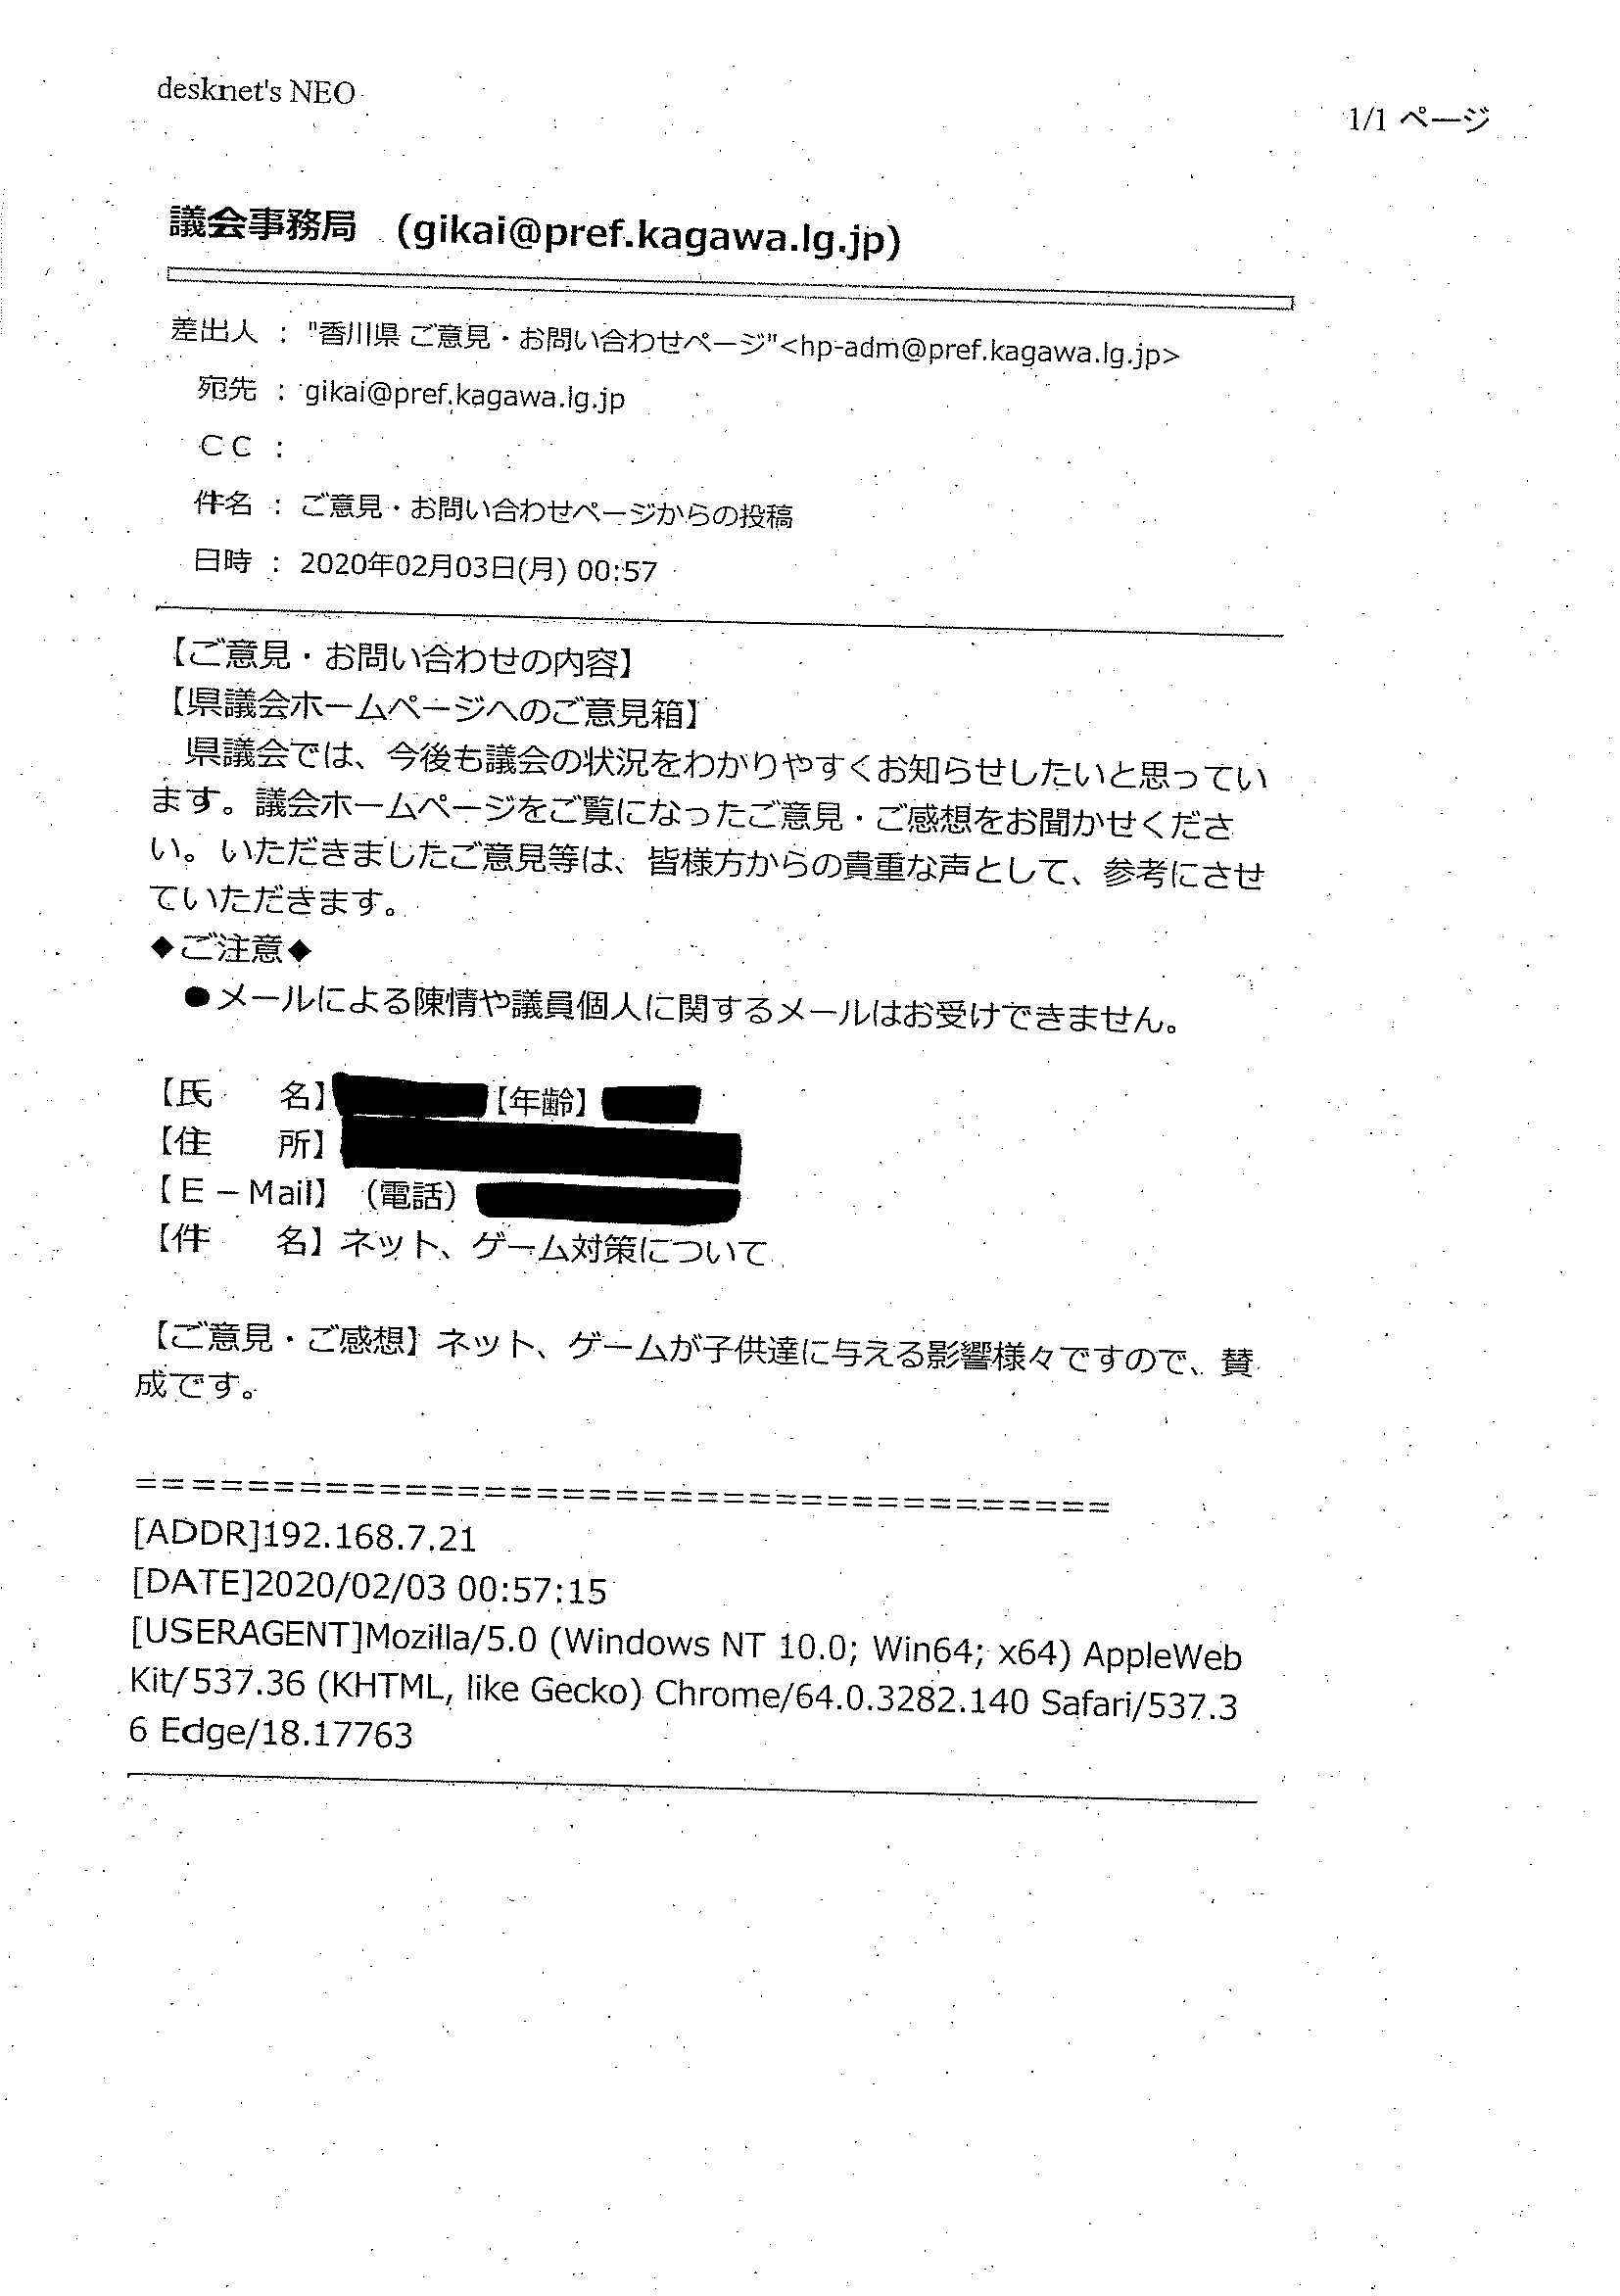 desknet's NEO
1/1 ページ
議会事務局 (gikai@pref.kagawa.lg.jp)
差出人 : "香川県 ご意見・お問い合わせページ"<hp-adm@pref.kagawa.lg.jp>
宛先 : gikai@pref.kagawa.lg.jp
CC :
件名 : ご意見・お問い合わせページからの投稿
日時 : 2020年02月03日(月) 00:57
【ご意見・お問い合わせの内容】
【県議会ホームページへのご意見箱】
県議会では、今後も議会の状況をわかりやすくお知らせしたいと思ってい
ます。議会ホームページをご覧になったご意見・ご感想をお聞かせくださ
い。いただきましたご意見等は、皆様方からの貴重な声として、参考にさせ
ていただきます。
◆ご注意◆
●メールによる陳情や議員個人に関するメールはお受けできません。
【氏　　名】【年齢】
【住　　所】
【E－Mail】（電話）
【件　　名】ネット、ゲーム対策について
【ご意見・ご感想】ネット、ゲームが子供達に与える影響様々ですので、賛
成です。
=====================================
[ADDR]192.168.7.21
[DATE]2020/02/03 00:57:15
[USERAGENT]Mozilla/5.0 (Windows NT 10.0; Win64; x64) AppleWeb
Kit/537.36 (KHTML, like Gecko) Chrome/64.0.3282.140 Safari/537.3
6 Edge/18.17763